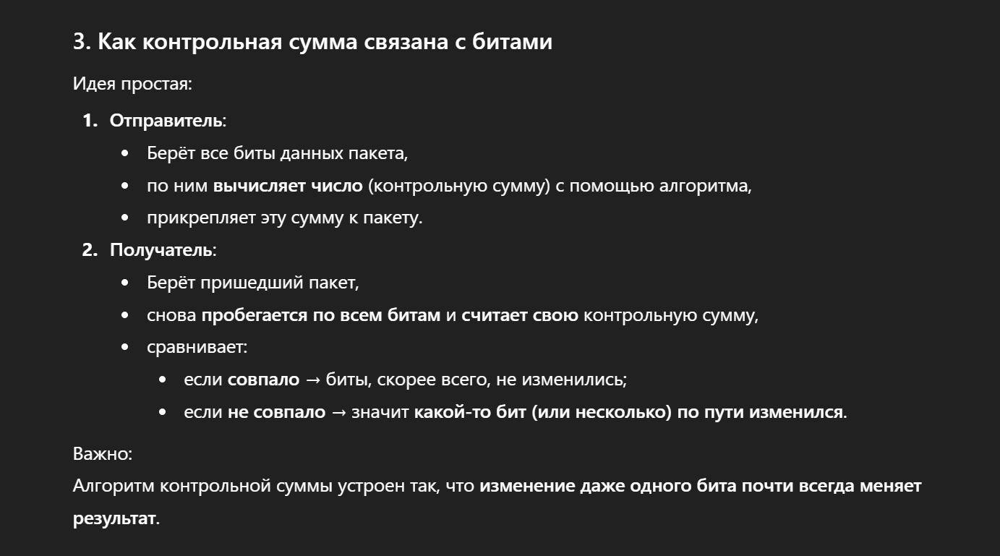 3. Как контрольная сумма связана с битами
Идея простая:
1. Отправитель:
• Берёт все биты данных пакета,
• по ним вычисляет число (контрольную сумму) с помощью алгоритма,
• прикрепляет эту сумму к пакету.
2. Получатель:
• Берёт пришедший пакет,
• снова пробегается по всем битам и считает свою контрольную сумму,
• сравнивает:
• если совпало → биты, скорее всего, не изменились;
• если не совпало → значит какой-то бит (или несколько) по пути изменился.
Важно:
Алгоритм контрольной суммы устроен так, что изменение даже одного бита почти всегда меняет
результат.